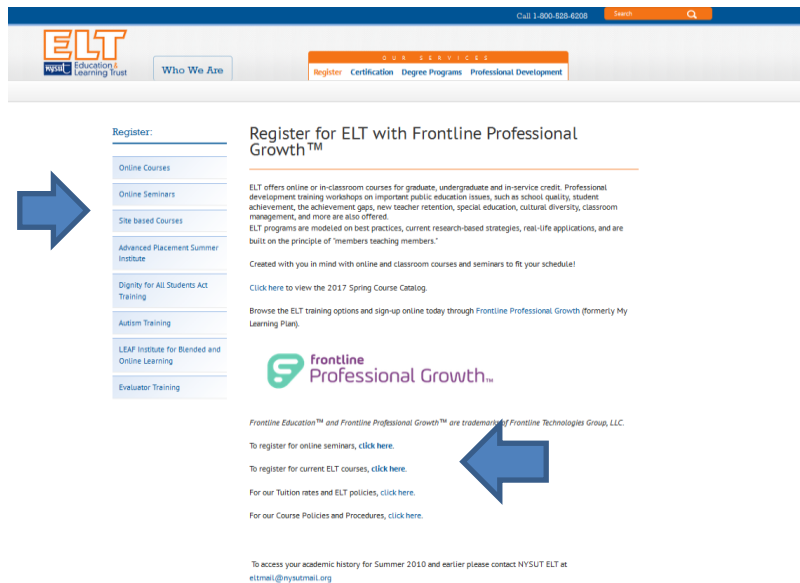 Call 1-800-528-6208
Search
ELT
nysut Education &
Learning Trust
Who We Are
OUR SERVICES
Register Certification Degree Programs Professional Development
Register:
Online Courses
Online Seminars
Site based Courses
Advanced Placement Summer
Institute
Dignity for All Students Act
Training
Autism Training
LEAF Institute for Blended and
Online Learning
Evaluator Training
Register for ELT with Frontline Professional
Growth™
ELT offers online or in-classroom courses for graduate, undergraduate and in-service credit. Professional
development training workshops on important public education issues, such as school quality, student
achievement, the achievement gaps, new teacher retention, special education, cultural diversity, classroom
management, and more are also offered.
ELT programs are modeled on best practices, current research-based strategies, real-life applications, and are
built on the principle of "members teaching members."
Created with you in mind with online and classroom courses and seminars to fit your schedule!
Click here to view the 2017 Spring Course Catalog.
Browse the ELT training options and sign-up online today through Frontline Professional Growth (formerly My
Learning Plan).
frontline
Professional Growth™
Frontline Education™ and Frontline Professional Growth™ are trademarks of Frontline Technologies Group, LLC.
To register for online seminars, click here.
To register for current ELT courses, click here.
For our Tuition rates and ELT policies, click here.
For our Course Policies and Procedures, click here.
To access your academic history for Summer 2010 and earlier please contact NYSUT ELT at
eltmail@nysutmail.org